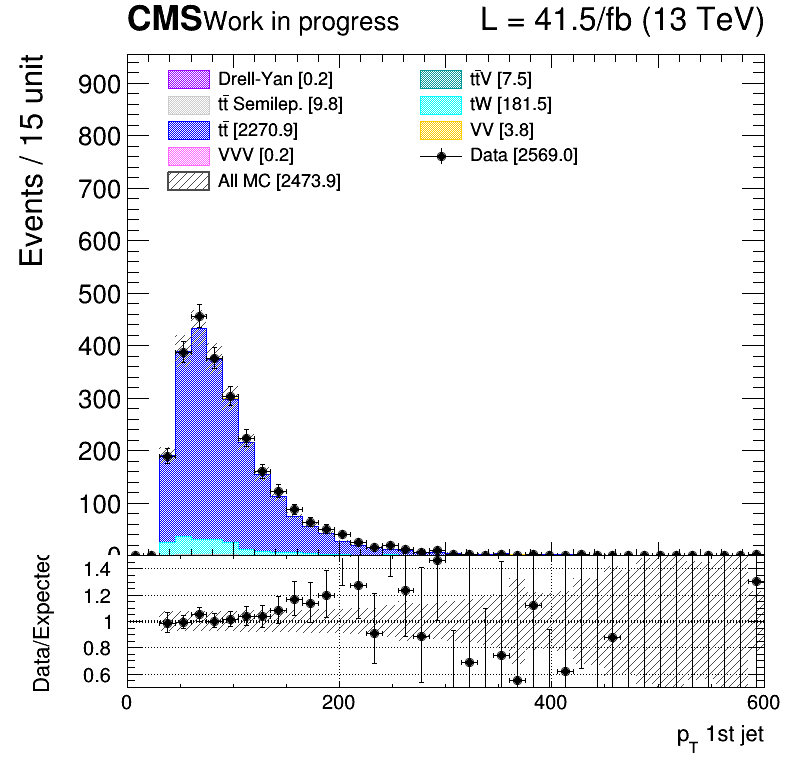 CMS Work in progress L = 41.5/fb (13 TeV)
Events / 15 unit
900
800
700
600
500
400
300
200
100
0
Drell-Yan [0.2]
tt̄ Semilep. [9.8]
tt̄ [2270.9]
VVV [0.2]
All MC [2473.9]
tt̄V [7.5]
tW [181.5]
VV [3.8]
Data [2569.0]
Data/Expected
1.4
1.2
1
0.8
0.6
0 200 400 600
p_T 1st jet